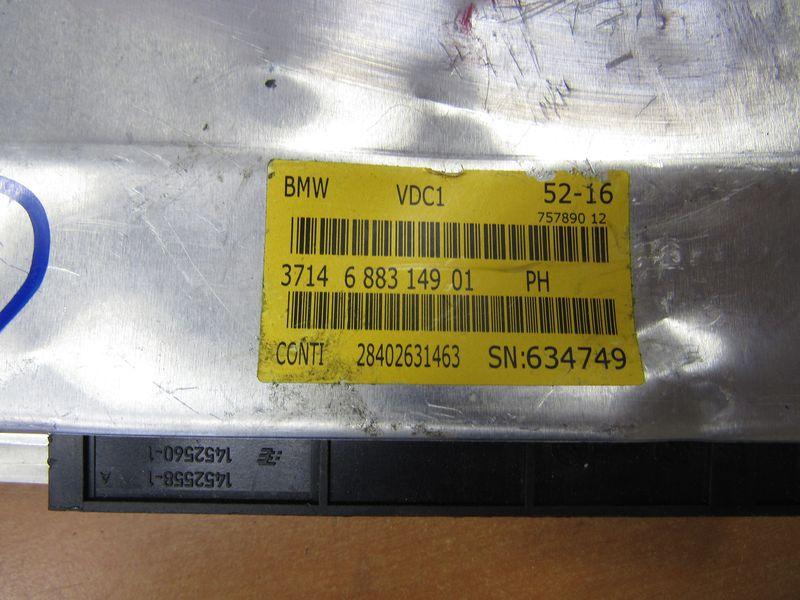 BMW VDC1 52-16
757890 12
3714 6 883 149 01 PH
CONTI 28402631463 SN:634749
1452558-1 A
1452560-1